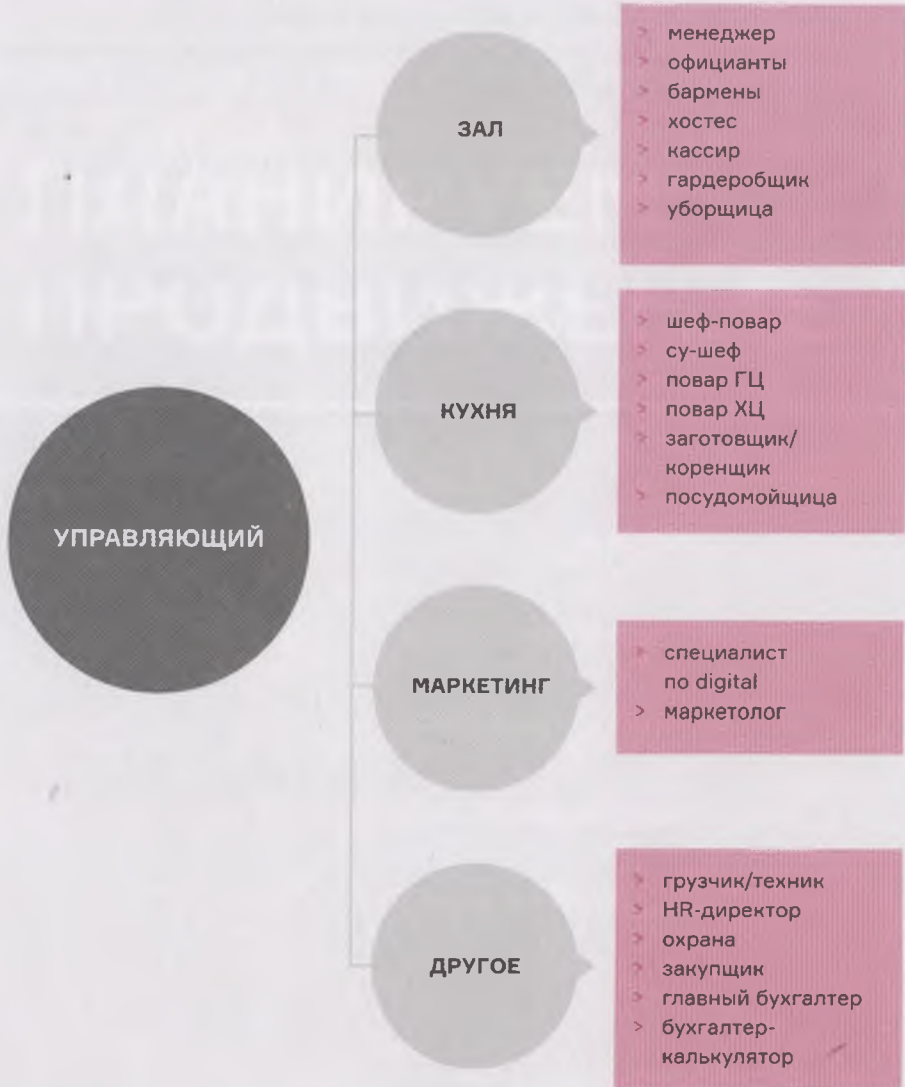 УПРАВЛЯЮЩИЙ
ЗАЛ
> менеджер
> официанты
> бармены
> хостес
> кассир
> гардеробщик
> уборщица
КУХНЯ
> шеф-повар
> су-шеф
> повар ГЦ
> повар ХЦ
> заготовщик/
коренщик
> посудомойщица
МАРКЕТИНГ
> специалист
по digital
> маркетолог
ДРУГОЕ
> грузчик/техник
> HR-директор
> охрана
> закупщик
> главный бухгалтер
> бухгалтер-
калькулятор